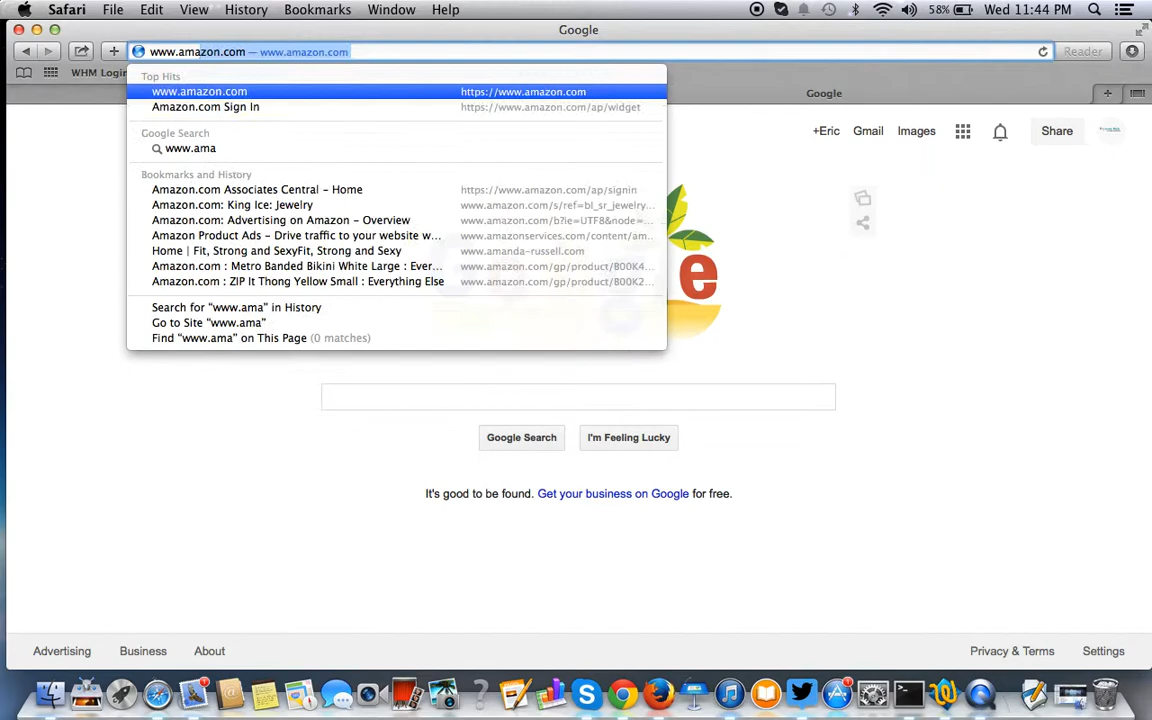 Safari File Edit View History Bookmarks Window Help 58% Wed 11:44 PM
Google
www.amazon.com — www.amazon.com Reader
WHM Login
Google
Top Hits
www.amazon.com https://www.amazon.com
Amazon.com Sign In https://www.amazon.com/ap/widget
Google Search
www.ama
Bookmarks and History
Amazon.com Associates Central – Home https://www.amazon.com/ap/signin
Amazon.com: King Ice: Jewelry www.amazon.com/s/ref=bl_sr_jewelry...
Amazon.com: Advertising on Amazon – Overview www.amazon.com/b?ie=UTF8&node=...
Amazon Product Ads – Drive traffic to your website w... www.amazonservices.com/content/am...
Home | Fit, Strong and SexyFit, Strong and Sexy www.amanda-russell.com
Amazon.com : Metro Banded Bikini White Large : Ever... www.amazon.com/gp/product/B00K4...
Amazon.com : ZIP It Thong Yellow Small : Everything Else www.amazon.com/gp/product/B00K2...
Search for "www.ama" in History
Go to Site "www.ama"
Find "www.ama" on This Page (0 matches)
+Eric Gmail Images Share
e
Google Search I'm Feeling Lucky
It's good to be found. Get your business on Google for free.
Advertising Business About Privacy & Terms Settings